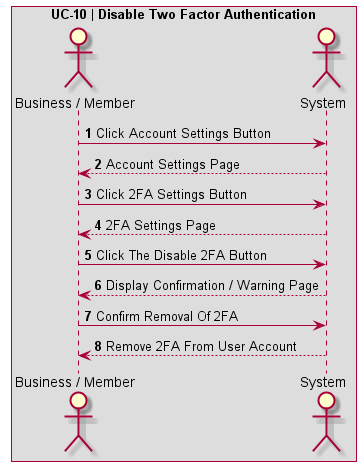 UC-10 | Disable Two Factor Authentication
Business / Member
System
1 Click Account Settings Button
2 Account Settings Page
3 Click 2FA Settings Button
4 2FA Settings Page
5 Click The Disable 2FA Button
6 Display Confirmation / Warning Page
7 Confirm Removal Of 2FA
8 Remove 2FA From User Account
Business / Member
System